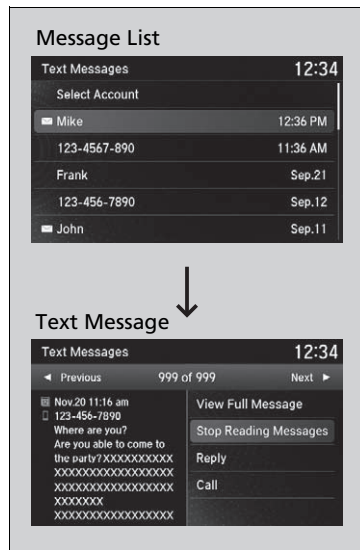 Message List
Text Messages 12:34
Select Account
Mike 12:36 PM
123-4567-890 11:36 AM
Frank Sep.21
123-456-7890 Sep.12
John Sep.11
Text Message
Text Messages 12:34
◄ Previous 999 of 999 Next ►
Nov.20 11:16 am
123-456-7890
Where are you?
Are you able to come to
the party?XXXXXXXXXX
XXXXXXXXXXXXXXXXX
XXXXXXXXXXXXXXXXX
XXXXXXX
XXXXXXXXXXXXXXXXX
View Full Message
Stop Reading Messages
Reply
Call